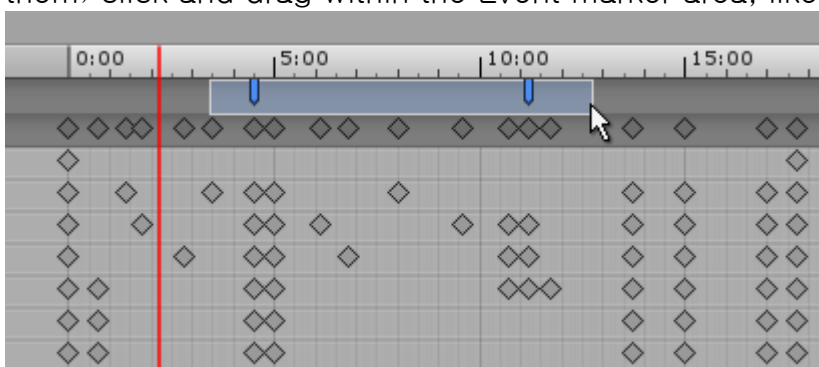 them, click and drag within the Event marker area, like
0:00 5:00 10:00 15:00